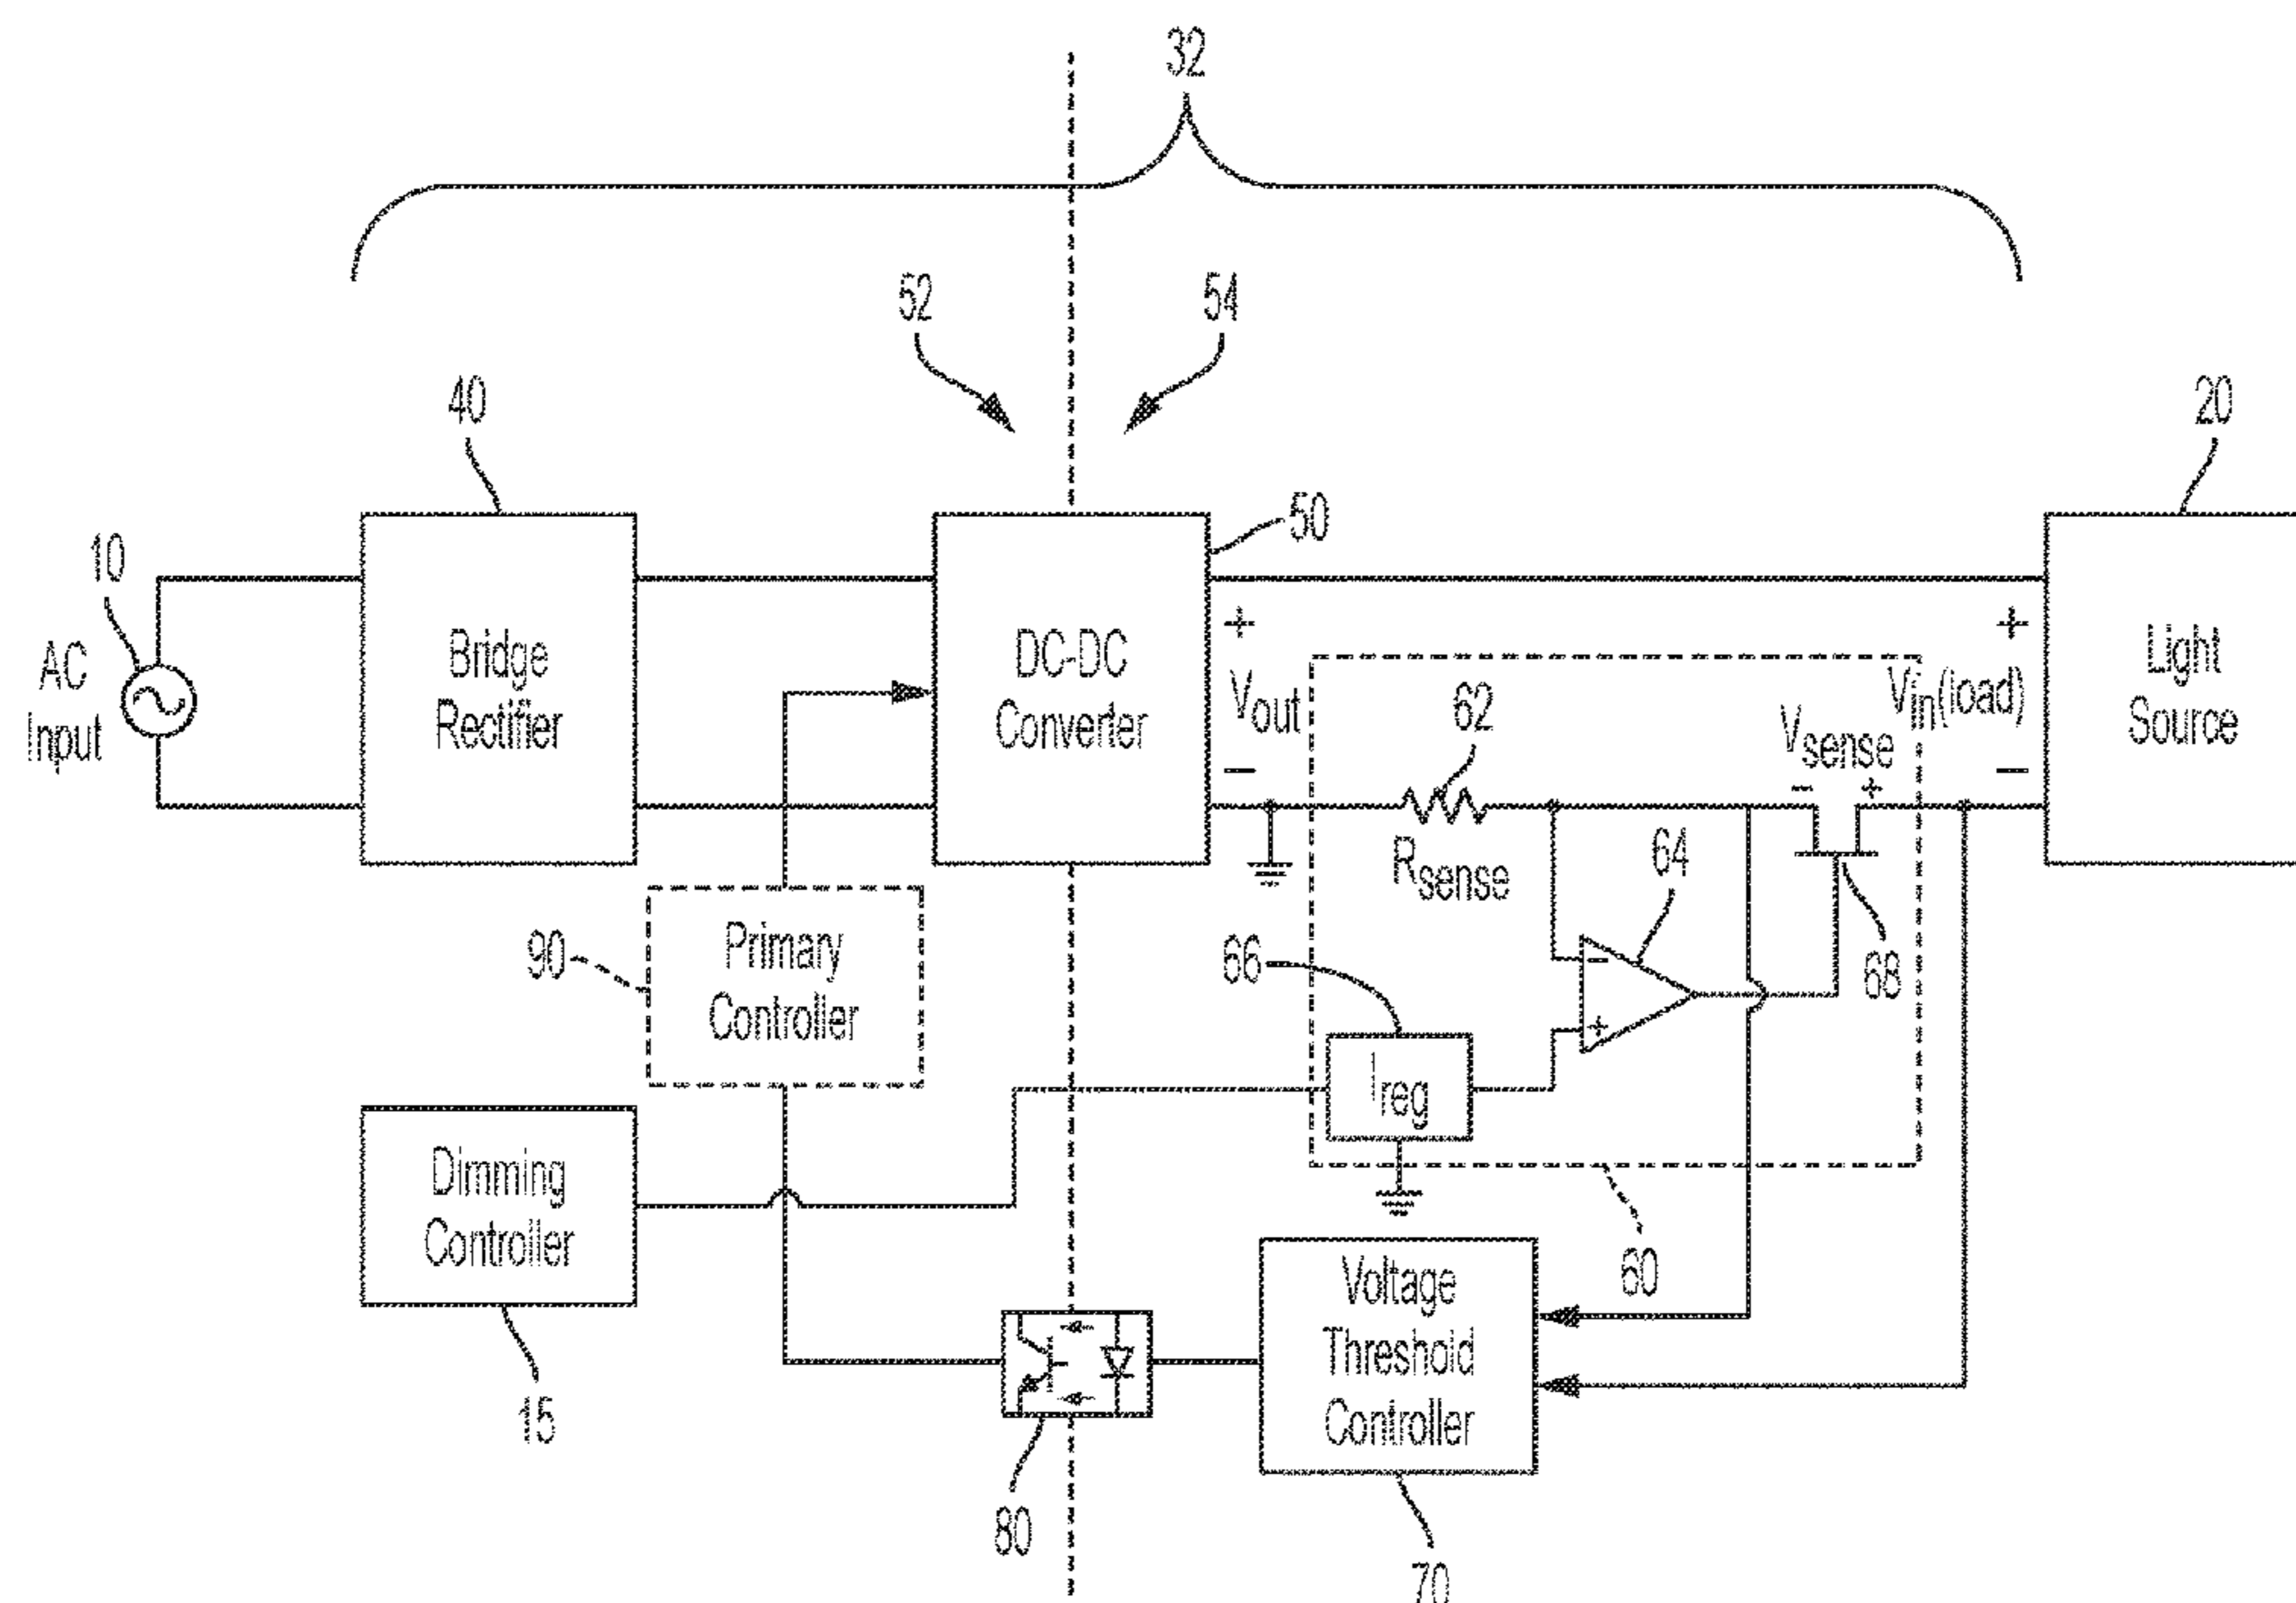 32
52
54
40
20
50
10
AC
Input
Bridge
Rectifier
DC-DC
Converter
+
Vout
−
62
+
Vin(load)
−
Light
Source
Vsense
− +
Rsense
64
68
66
−
+
Ireg
90
Primary
Controller
Dimming
Controller
15
60
Voltage
Threshold
Controller
80
70